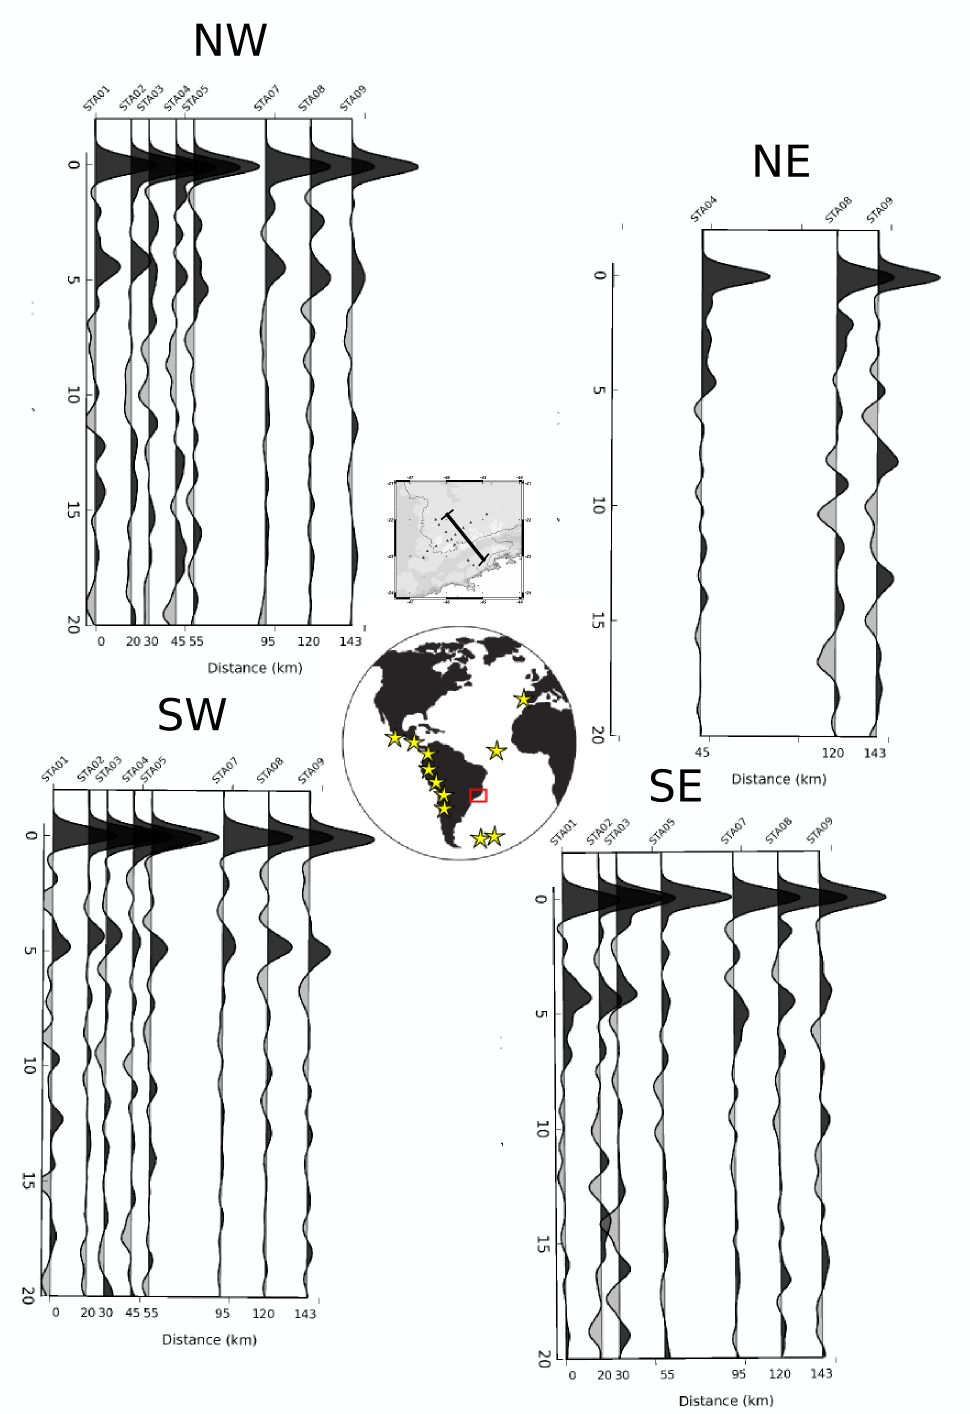 NW
STA01 STA02 STA03 STA04 STA05 STA07 STA08 STA09
0
5
10
15
20
0 20 30 45 55 95 120 143
Distance (km)
NE
STA04 STA08 STA09
0
5
10
15
20
45 120 143
Distance (km)
SW
STA01 STA02 STA03 STA04 STA05 STA07 STA08 STA09
0
5
10
15
20
0 20 30 45 55 95 120 143
Distance (km)
SE
STA01 STA02 STA03 STA05 STA07 STA08 STA09
0
5
10
15
20
0 20 30 55 95 120 143
Distance (km)